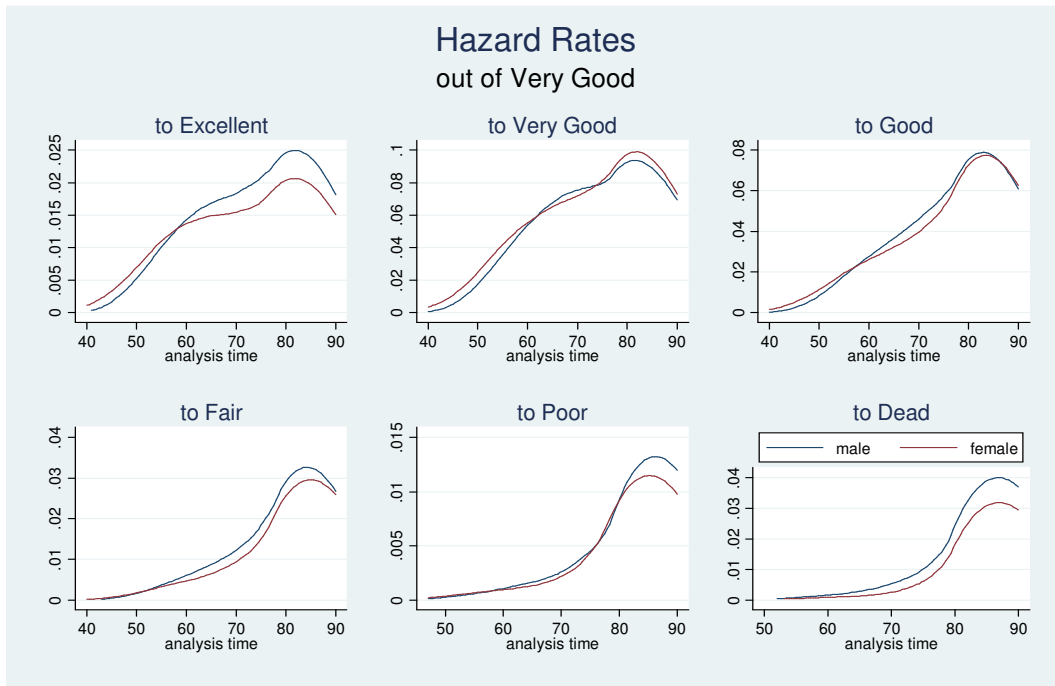 Hazard Rates
out of Very Good
to Excellent
0 .005 .01 .015 .02 .025
40 50 60 70 80 90
analysis time
to Very Good
0 .02 .04 .06 .08 .1
40 50 60 70 80 90
analysis time
to Good
0 .02 .04 .06 .08
40 50 60 70 80 90
analysis time
to Fair
0 .01 .02 .03 .04
40 50 60 70 80 90
analysis time
to Poor
0 .005 .01 .015
50 60 70 80 90
analysis time
to Dead
male female
0 .01 .02 .03 .04
50 60 70 80 90
analysis time